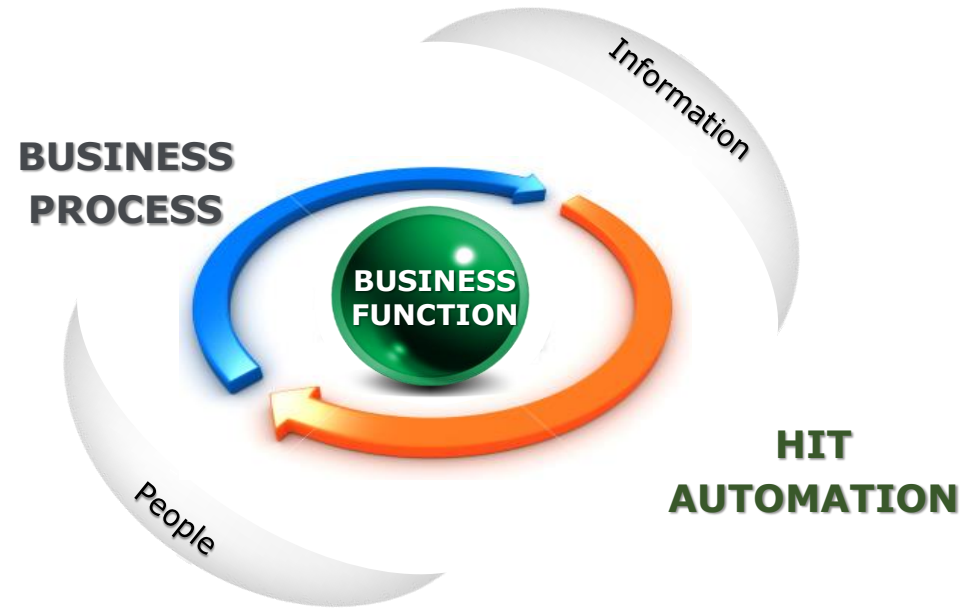 Information
BUSINESS
PROCESS
BUSINESS
FUNCTION
HIT
AUTOMATION
People